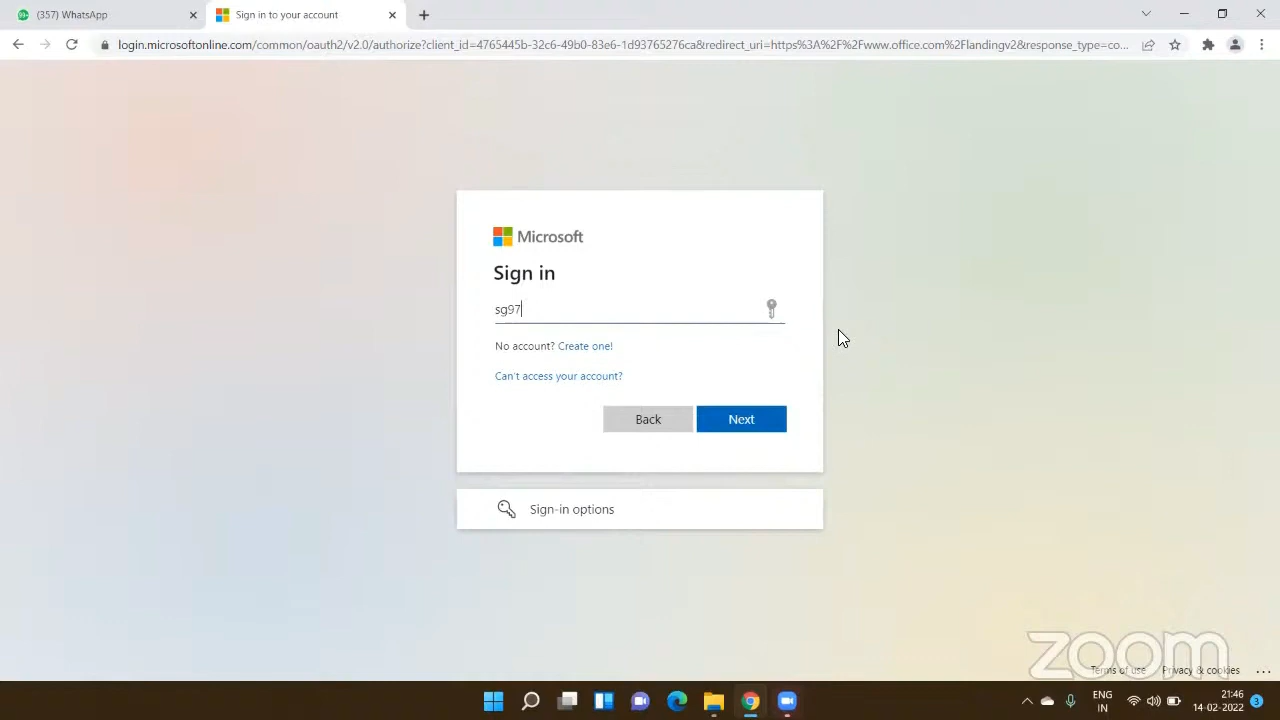 99+ (357) WhatsApp
Sign in to your account
login.microsoftonline.com/common/oauth2/v2.0/authorize?client_id=4765445b-32c6-49b0-83e6-1d93765276ca&redirect_uri=https%3A%2F%2Fwww.office.com%2Flandingv2&response_type=co...
Microsoft
Sign in
sg97
No account? Create one!
Can't access your account?
Back
Next
Sign-in options
zoom
Terms of use
Privacy & cookies
...
ENG
IN
21:46
14-02-2022
3